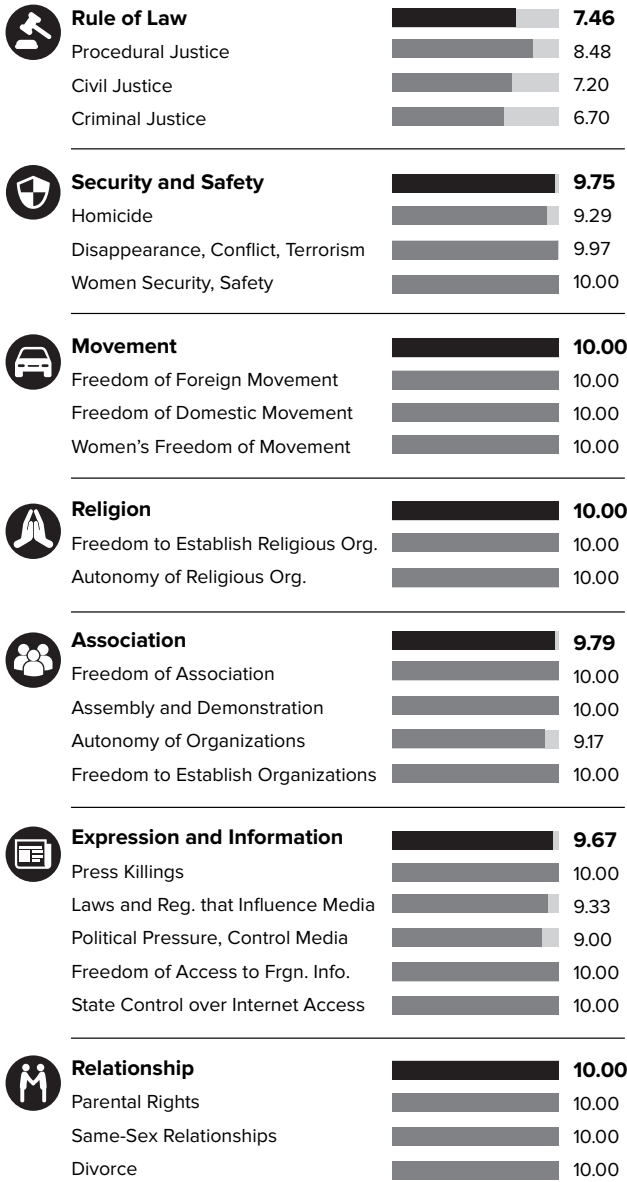 Rule of Law 7.46
Procedural Justice 8.48
Civil Justice 7.20
Criminal Justice 6.70
Security and Safety 9.75
Homicide 9.29
Disappearance, Conflict, Terrorism 9.97
Women Security, Safety 10.00
Movement 10.00
Freedom of Foreign Movement 10.00
Freedom of Domestic Movement 10.00
Women's Freedom of Movement 10.00
Religion 10.00
Freedom to Establish Religious Org. 10.00
Autonomy of Religious Org. 10.00
Association 9.79
Freedom of Association 10.00
Assembly and Demonstration 10.00
Autonomy of Organizations 9.17
Freedom to Establish Organizations 10.00
Expression and Information 9.67
Press Killings 10.00
Laws and Reg. that Influence Media 9.33
Political Pressure, Control Media 9.00
Freedom of Access to Frgn. Info. 10.00
State Control over Internet Access 10.00
Relationship 10.00
Parental Rights 10.00
Same-Sex Relationships 10.00
Divorce 10.00